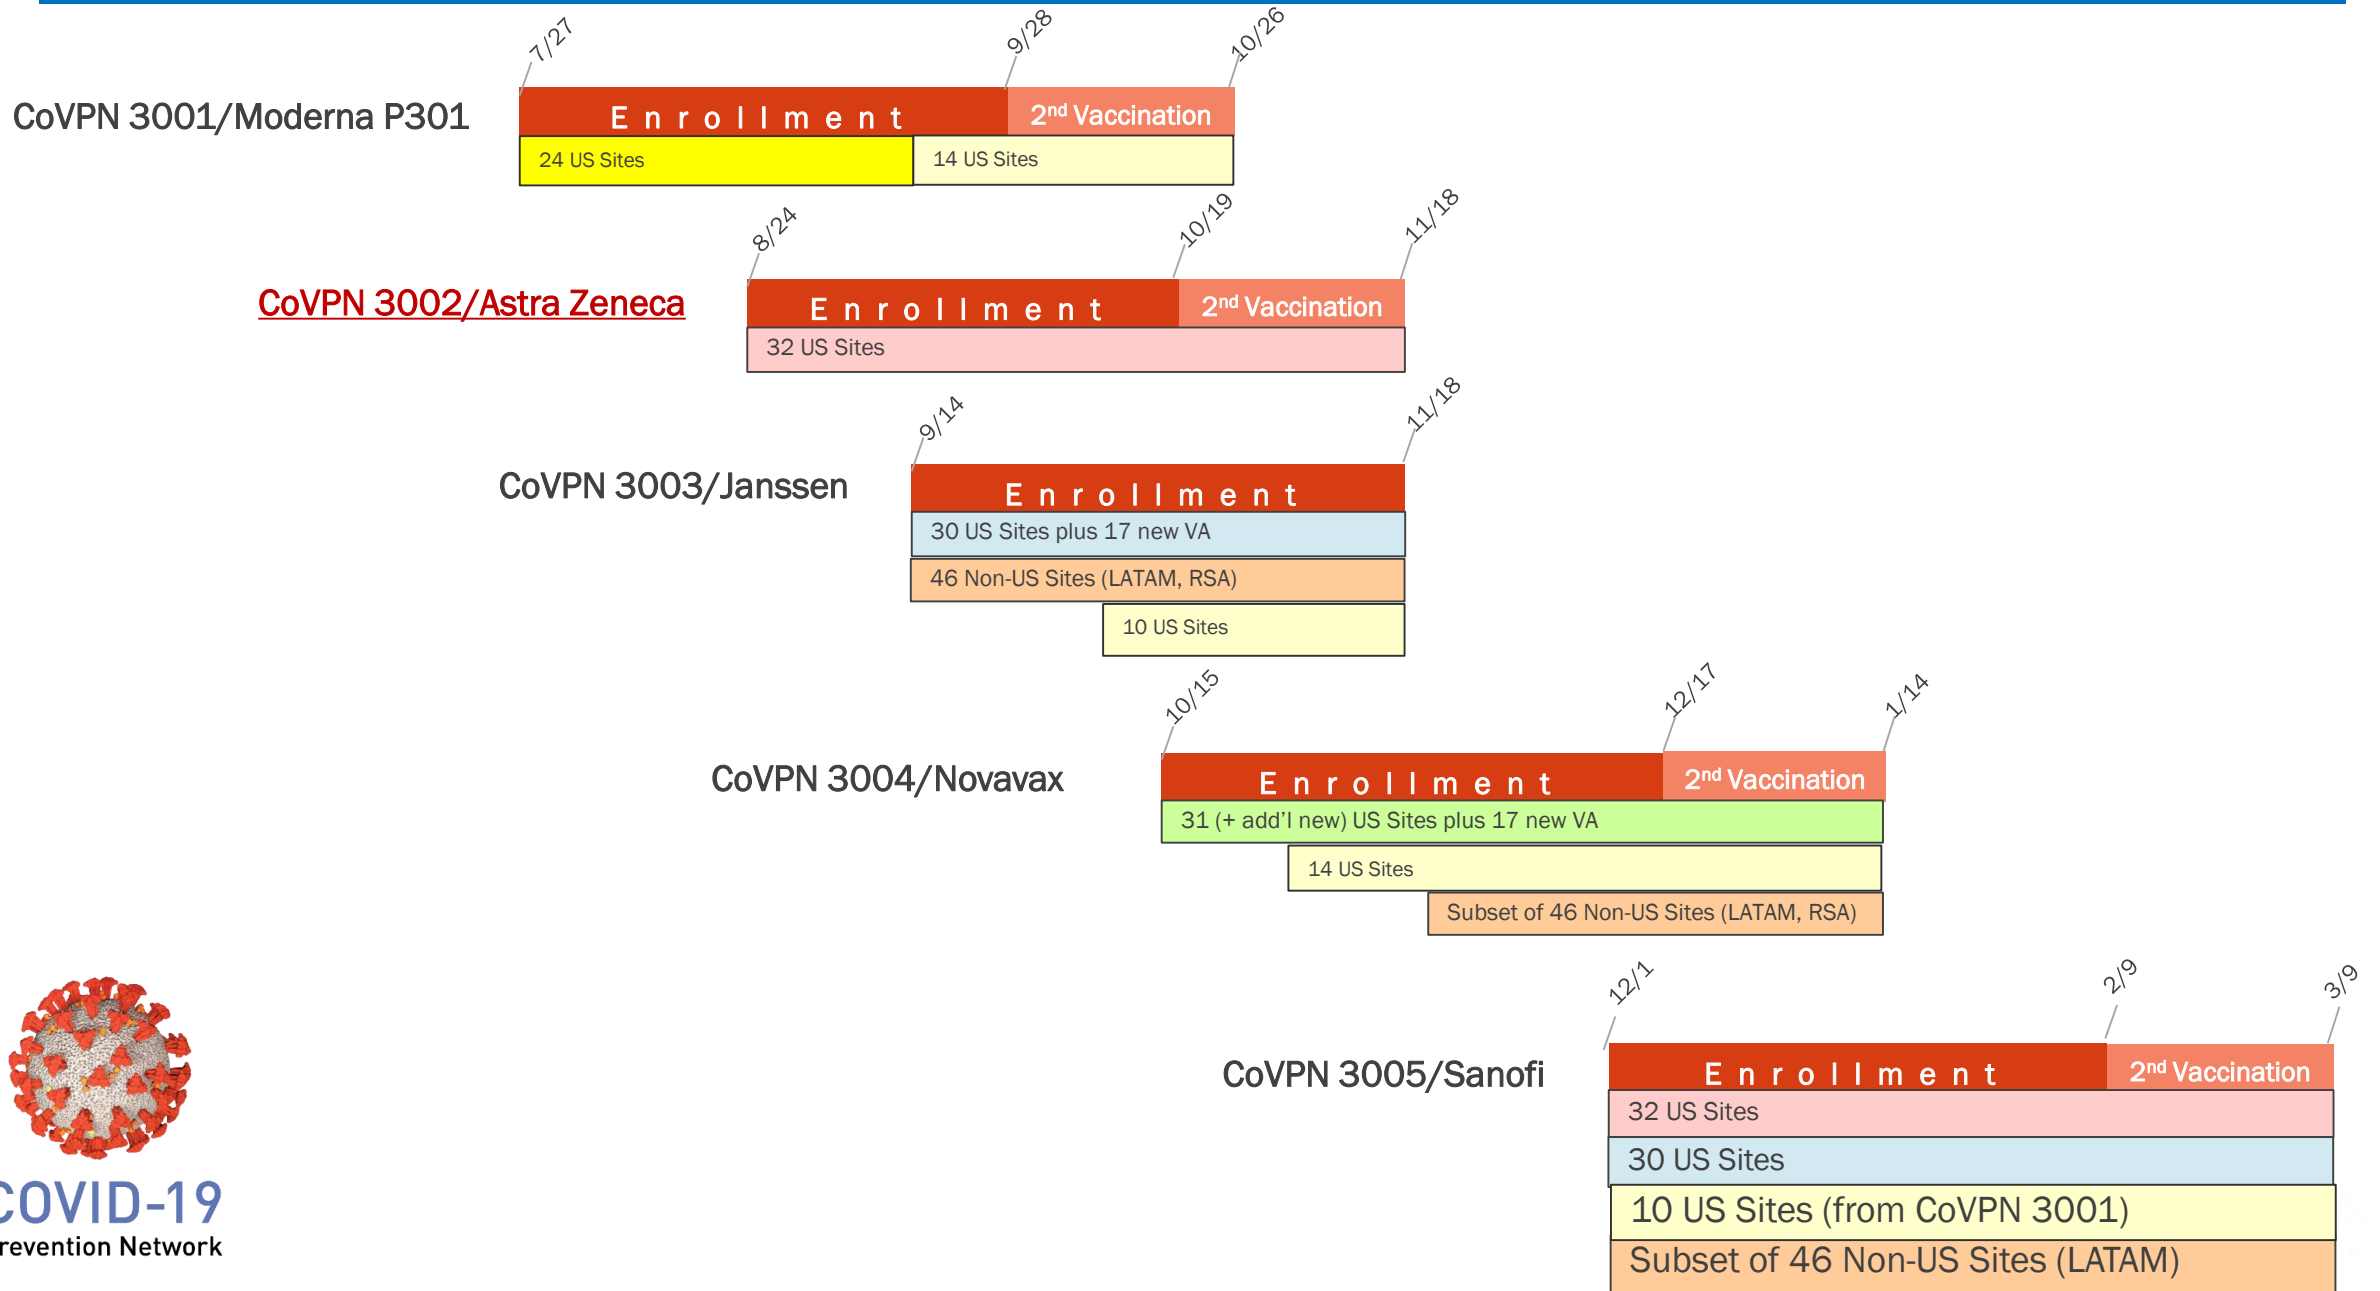 7/27
9/28
10/26
CoVPN 3001/Moderna P301
Enrollment
2nd Vaccination
24 US Sites
14 US Sites
8/24
10/19
11/18
CoVPN 3002/Astra Zeneca
Enrollment
2nd Vaccination
32 US Sites
9/14
11/18
CoVPN 3003/Janssen
Enrollment
30 US Sites plus 17 new VA
46 Non-US Sites (LATAM, RSA)
10 US Sites
10/15
12/17
1/14
CoVPN 3004/Novavax
Enrollment
2nd Vaccination
31 (+ add'l new) US Sites plus 17 new VA
14 US Sites
Subset of 46 Non-US Sites (LATAM, RSA)
12/1
2/9
3/9
CoVPN 3005/Sanofi
Enrollment
2nd Vaccination
32 US Sites
30 US Sites
10 US Sites (from CoVPN 3001)
Subset of 46 Non-US Sites (LATAM)
COVID-19
revention Network